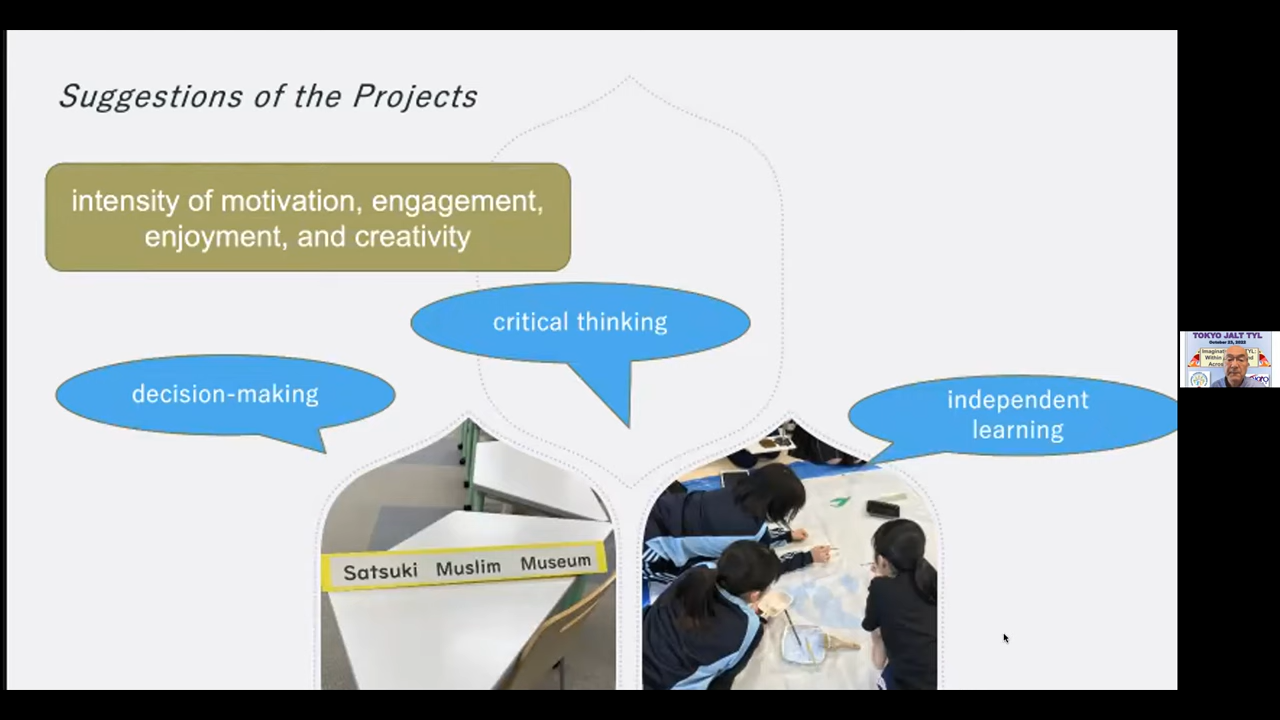 Suggestions of the Projects
intensity of motivation, engagement,
enjoyment, and creativity
critical thinking
decision-making
independent
learning
Satsuki Muslim Museum
TOKYO JALT TYL